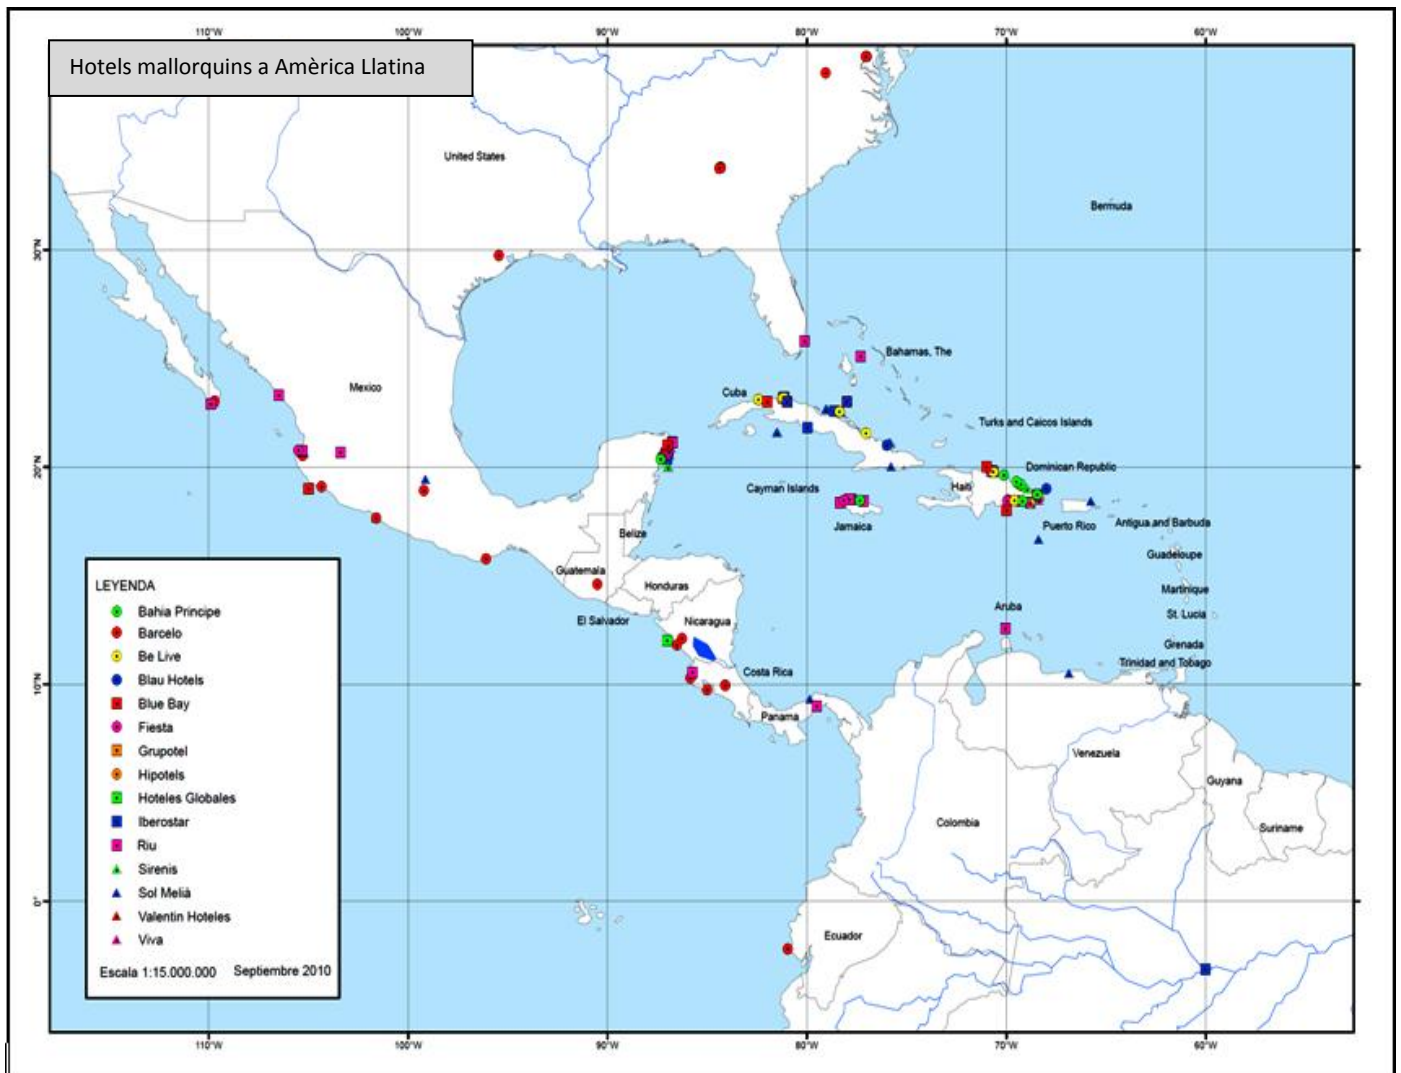 110°W 100°W 90°W 80°W 70°W 60°W
Hotels mallorquins a Amèrica Llatina
United States
Bermuda
30°N
Bahamas, The
Mexico
Cuba
Turks and Caicos Islands
20°N
Dominican Republic
Cayman Islands
Haiti
Jamaica
Puerto Rico
Antigua and Barbuda
Belize
Guadeloupe
Guatemala
Honduras
Martinique
Aruba
St. Lucia
El Salvador
Nicaragua
Grenada
Trinidad and Tobago
Costa Rica
10°N
Panama
Venezuela
Guyana
Colombia
Suriname
0°
Ecuador
LEYENDA
Bahia Principe
Barcelo
Be Live
Blau Hotels
Blue Bay
Fiesta
Grupotel
Hipotels
Hoteles Globales
Iberostar
Riu
Sirenis
Sol Melià
Valentin Hoteles
Viva
Escala 1:15.000.000 Septiembre 2010
110°W 100°W 90°W 80°W 70°W 60°W